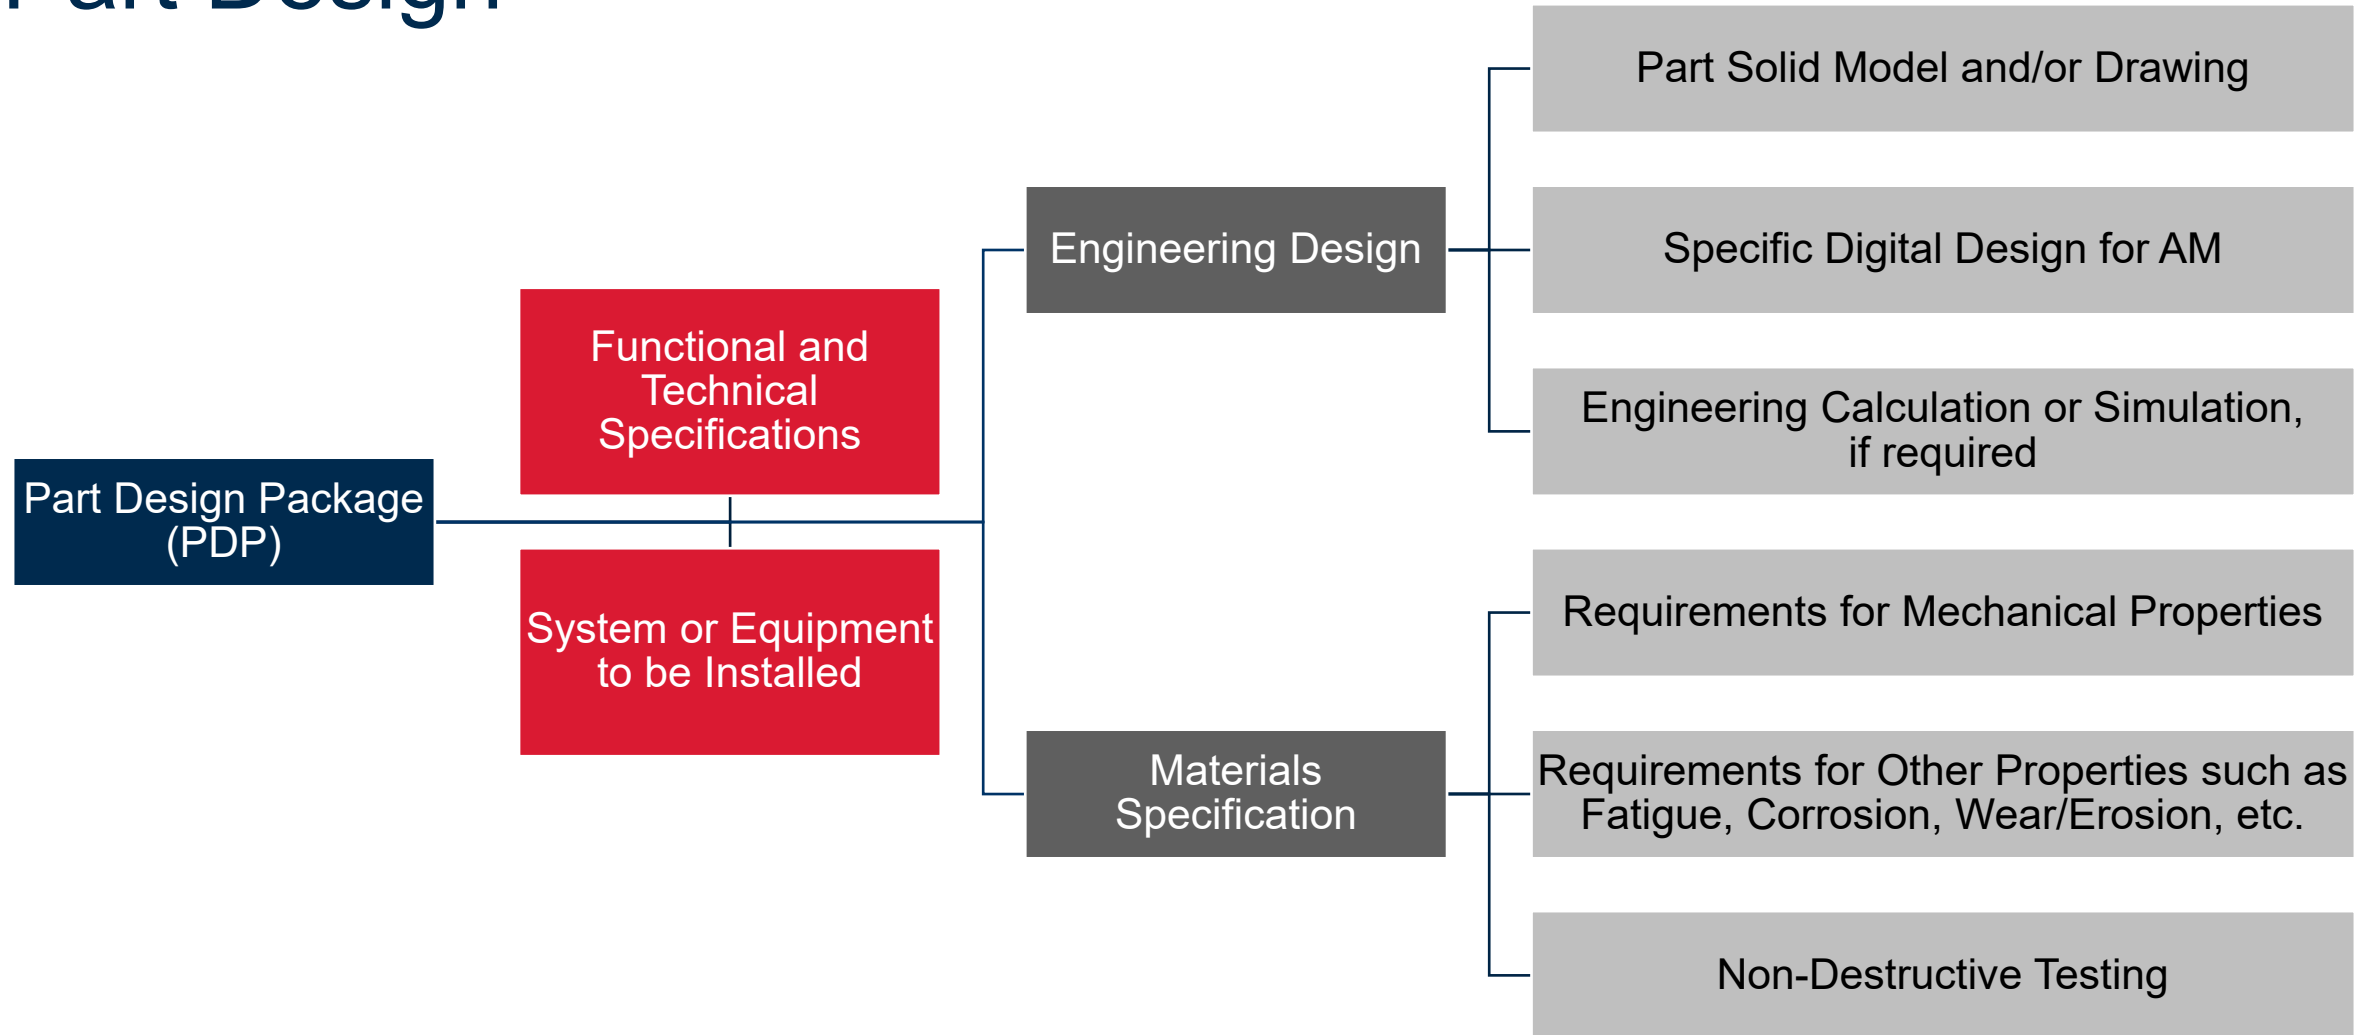 Part Design
Part Solid Model and/or Drawing
Engineering Design
Specific Digital Design for AM
Functional and
Technical
Specifications
Engineering Calculation or Simulation,
if required
Part Design Package
(PDP)
System or Equipment
to be Installed
Requirements for Mechanical Properties
Materials
Specification
Requirements for Other Properties such as
Fatigue, Corrosion, Wear/Erosion, etc.
Non-Destructive Testing